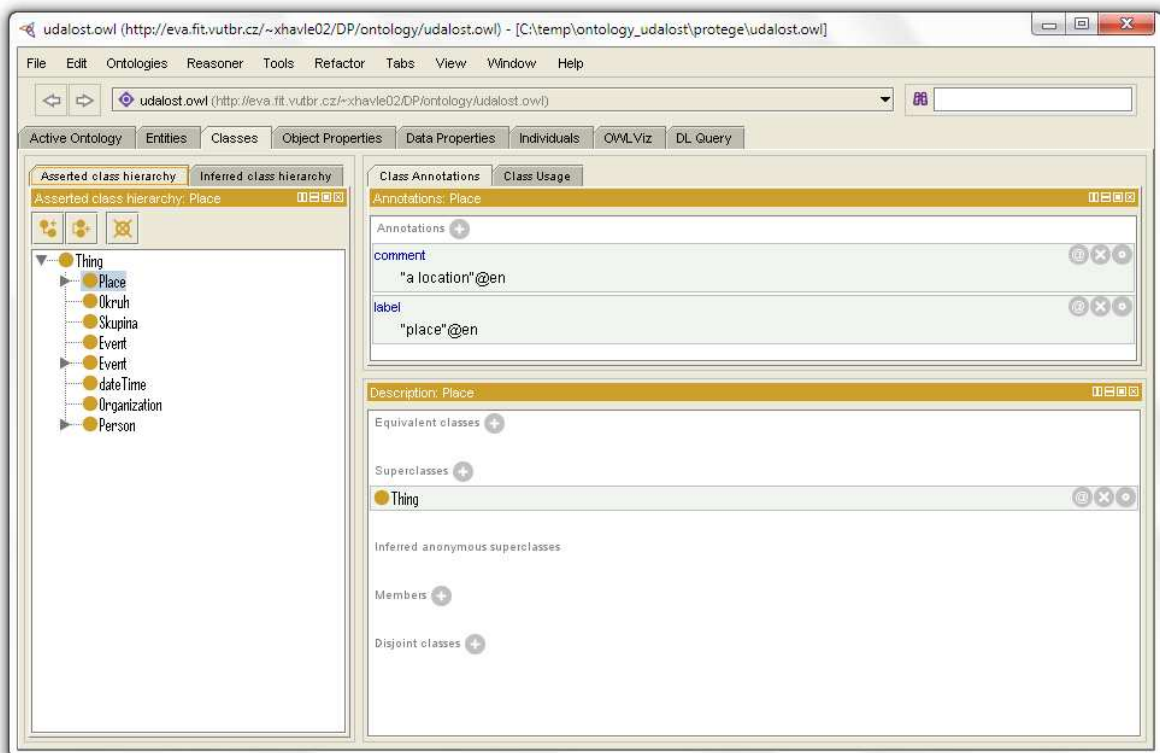 udalost.owl (http://eva.fit.vutbr.cz/~xhavle02/DP/ontology/udalost.owl) - [C:\temp\ontology_udalost\protege\udalost.owl]
File Edit Ontologies Reasoner Tools Refactor Tabs View Window Help
udalost.owl (http://eva.fit.vutbr.cz/~xhavle02/DP/ontology/udalost.owl)
Active Ontology Entities Classes Object Properties Data Properties Individuals OWLViz DL Query
Asserted class hierarchy Inferred class hierarchy
Asserted class hierarchy: Place
Thing
Place
Okruh
Skupina
Event
Event
dateTime
Organization
Person
Class Annotations Class Usage
Annotations: Place
Annotations
comment
"a location"@en
label
"place"@en
Description: Place
Equivalent classes
Superclasses
Thing
Inferred anonymous superclasses
Members
Disjoint classes